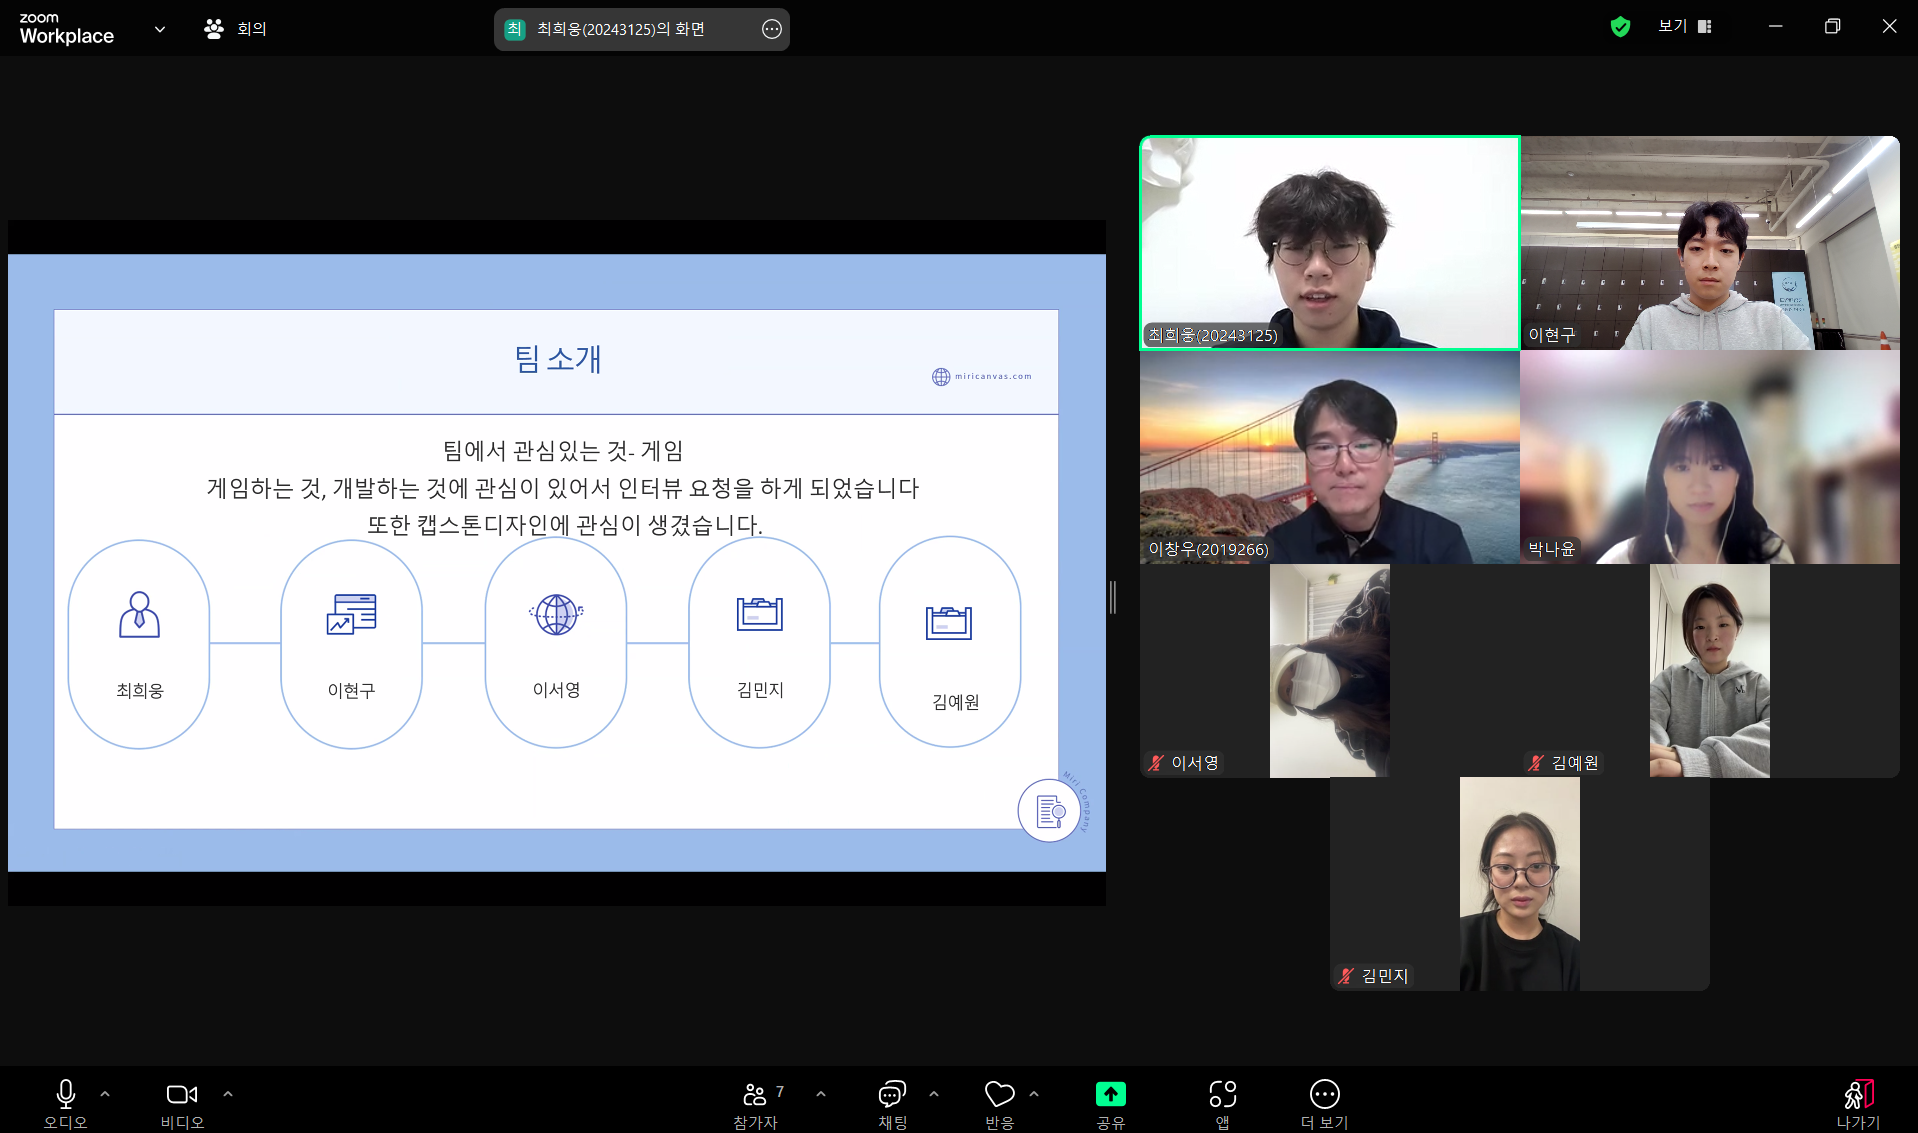 zoom
Workplace
회의
최 최희웅(20243125)의 화면
보기
팀 소개
miricanvas.com
팀에서 관심있는 것- 게임
게임하는 것, 개발하는 것에 관심이 있어서 인터뷰 요청을 하게 되었습니다
또한 캡스톤디자인에 관심이 생겼습니다.
최희웅
이현구
이서영
김민지
김예원
Miri Company
최희웅(20243125)
이현구
이창우(2019266)
박나윤
이서영
김예원
김민지
오디오
비디오
7
참가자
채팅
반응
공유
앱
더 보기
나가기